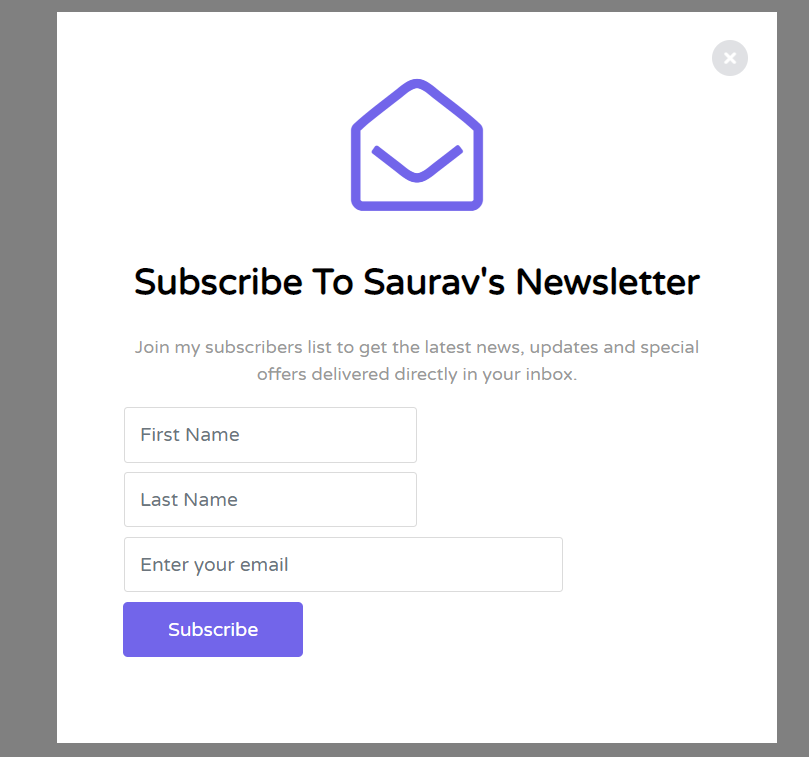 Subscribe To Saurav's Newsletter
Join my subscribers list to get the latest news, updates and special
offers delivered directly in your inbox.
First Name
Last Name
Enter your email
Subscribe